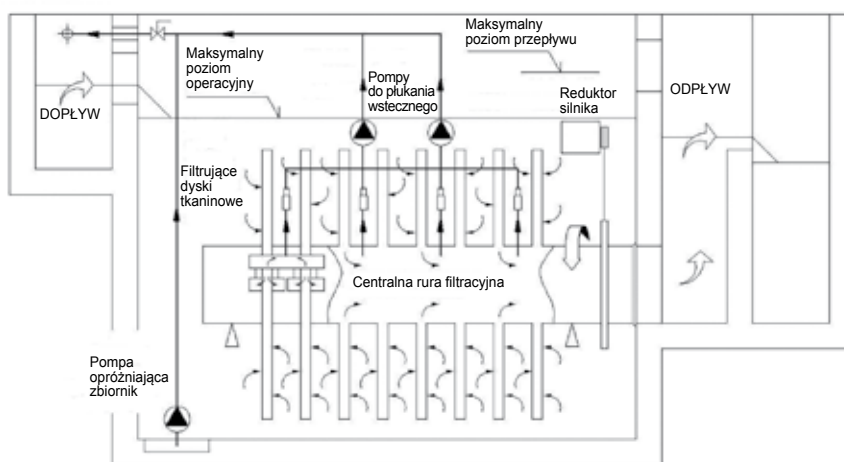 Maksymalny
poziom przepływu
Maksymalny
poziom
operacyjny
Pompy
do płukania
wstecznego
Reduktor
silnika
ODPŁYW
DOPŁYW
Filtrujące
dyski
tkaninowe
Centralna rura filtracyjna
Pompa
opróżniająca
zbiornik